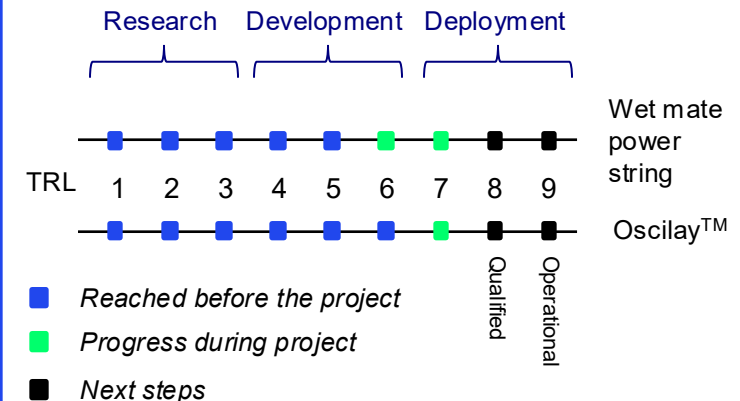 Research Development Deployment
Wet mate
power
string
TRL 1 2 3 4 5 6 7 8 9
Oscilay™
Qualified
Operational
Reached before the project
Progress during project
Next steps